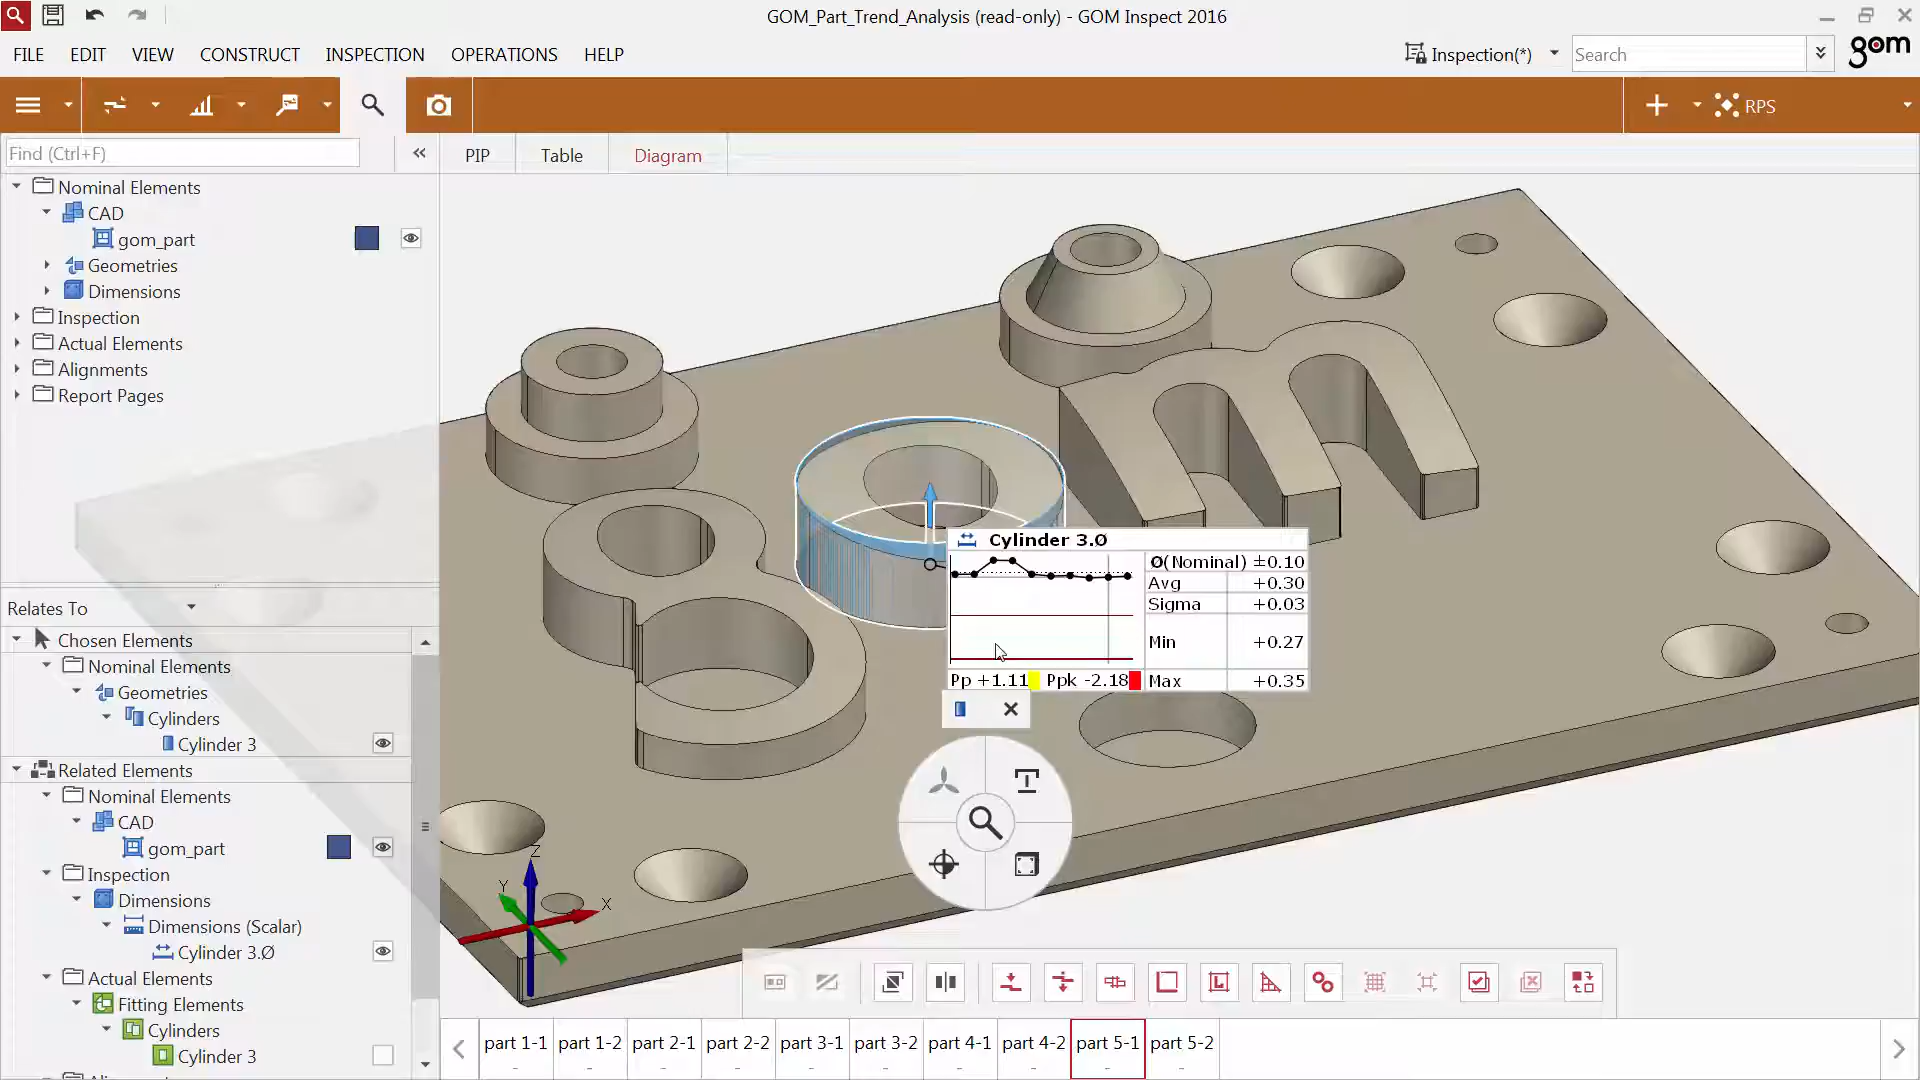 GOM_Part_Trend_Analysis (read-only) - GOM Inspect 2016
FILE EDIT VIEW CONSTRUCT INSPECTION OPERATIONS HELP
Inspection(*)
Search
gom
RPS
Find (Ctrl+F)
PIP Table Diagram
Nominal Elements
CAD
gom_part
Geometries
Dimensions
Inspection
Actual Elements
Alignments
Report Pages
Relates To
Chosen Elements
Nominal Elements
Geometries
Cylinders
Cylinder 3
Related Elements
Nominal Elements
CAD
gom_part
Inspection
Dimensions
Dimensions (Scalar)
Cylinder 3.Ø
Actual Elements
Fitting Elements
Cylinders
Cylinder 3
Cylinder 3.Ø
Ø(Nominal) ±0.10
Avg +0.30
Sigma +0.03
Min +0.27
Pp +1.11 Ppk -2.18 Max +0.35
Z
Y
X
part 1-1 part 1-2 part 2-1 part 2-2 part 3-1 part 3-2 part 4-1 part 4-2 part 5-1 part 5-2
- - - - - - - - - -